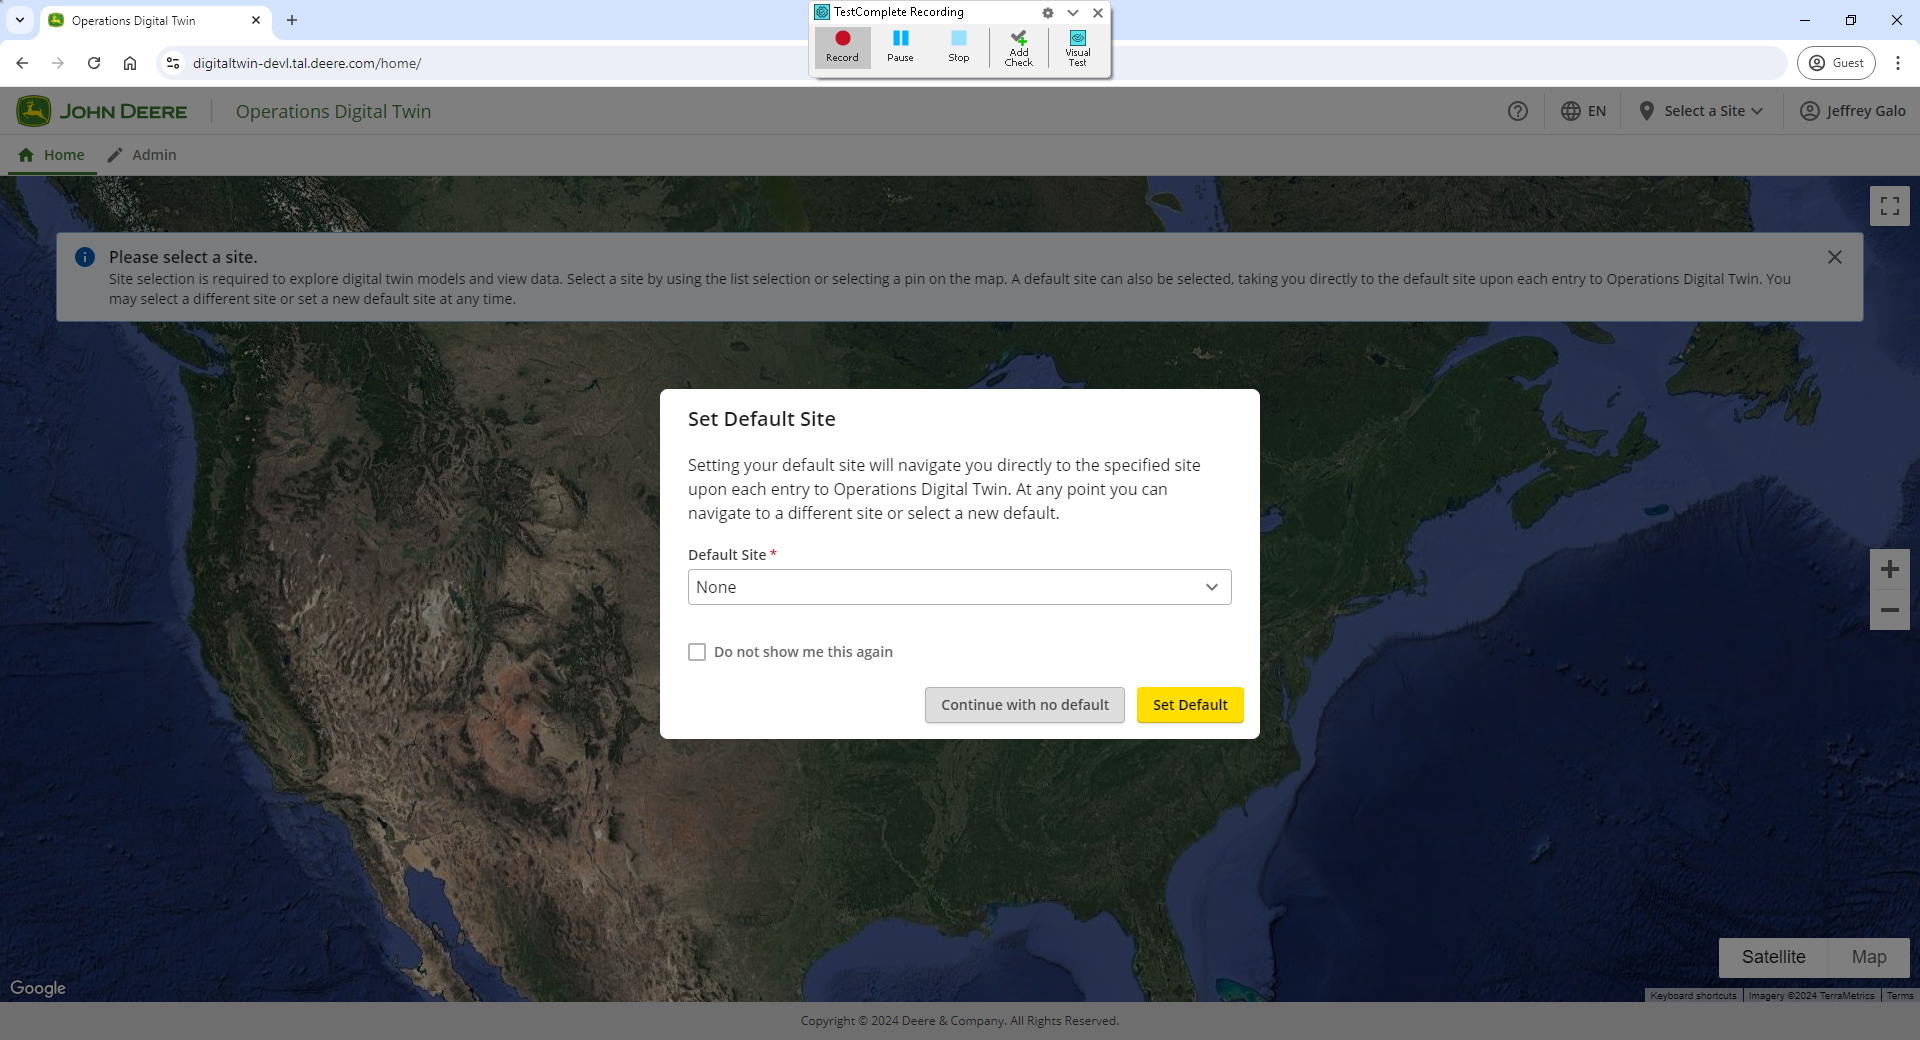 Operations Digital Twin
TestComplete Recording
Record
Pause
Stop
Add
Check
Visual
Test
digitaltwin-devl.tal.deere.com/home/
Guest
JOHN DEERE
Operations Digital Twin
EN
Select a Site
Jeffrey Galo
Home
Admin
Please select a site.
Site selection is required to explore digital twin models and view data. Select a site by using the list selection or selecting a pin on the map. A default site can also be selected, taking you directly to the default site upon each entry to Operations Digital Twin. You
may select a different site or set a new default site at any time.
Set Default Site
Setting your default site will navigate you directly to the specified site
upon each entry to Operations Digital Twin. At any point you can
navigate to a different site or select a new default.
Default Site *
None
Do not show me this again
Continue with no default
Set Default
Satellite
Map
Google
Keyboard shortcuts
Imagery ©2024 TerraMetrics
Terms
Copyright © 2024 Deere & Company. All Rights Reserved.